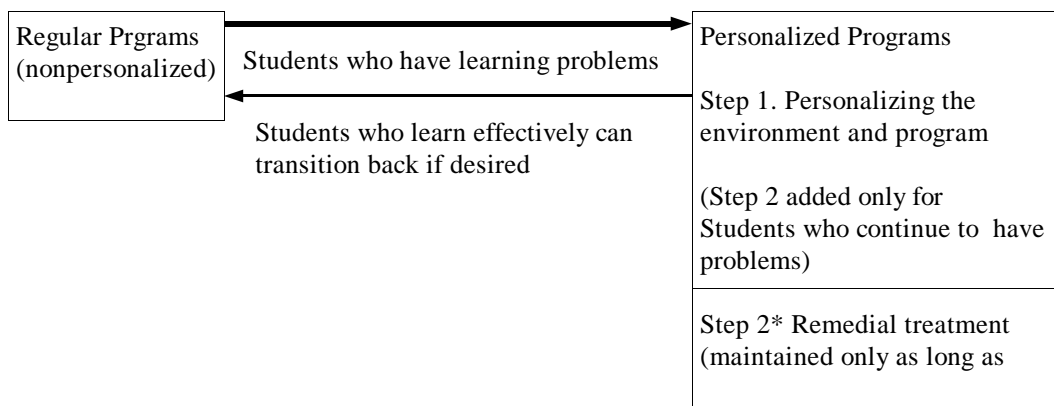 Regular Prgrams
(nonpersonalized)
Students who have learning problems
Students who learn effectively can
transition back if desired
Personalized Programs
Step 1. Personalizing the
environment and program
(Step 2 added only for
Students who continue to have
problems)
Step 2* Remedial treatment
(maintained only as long as